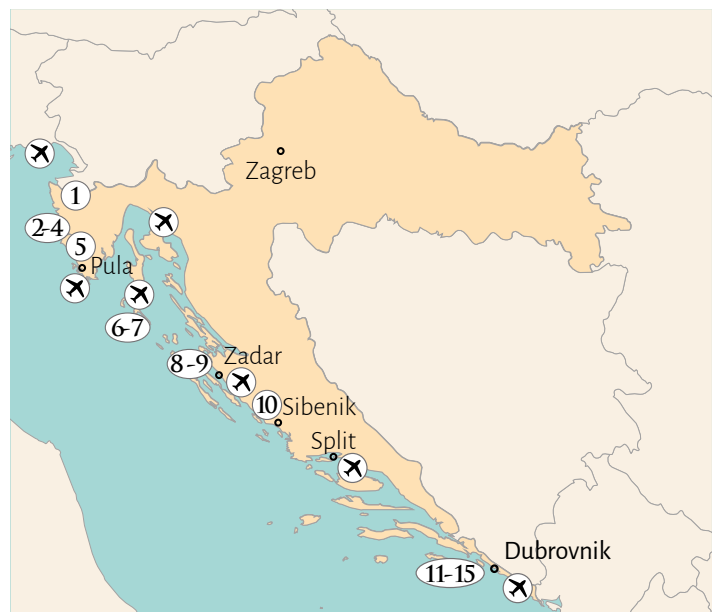 Zagreb
1
2-4
5
Pula
6-7
8-9
Zadar
10
Sibenik
Split
Dubrovnik
11-15